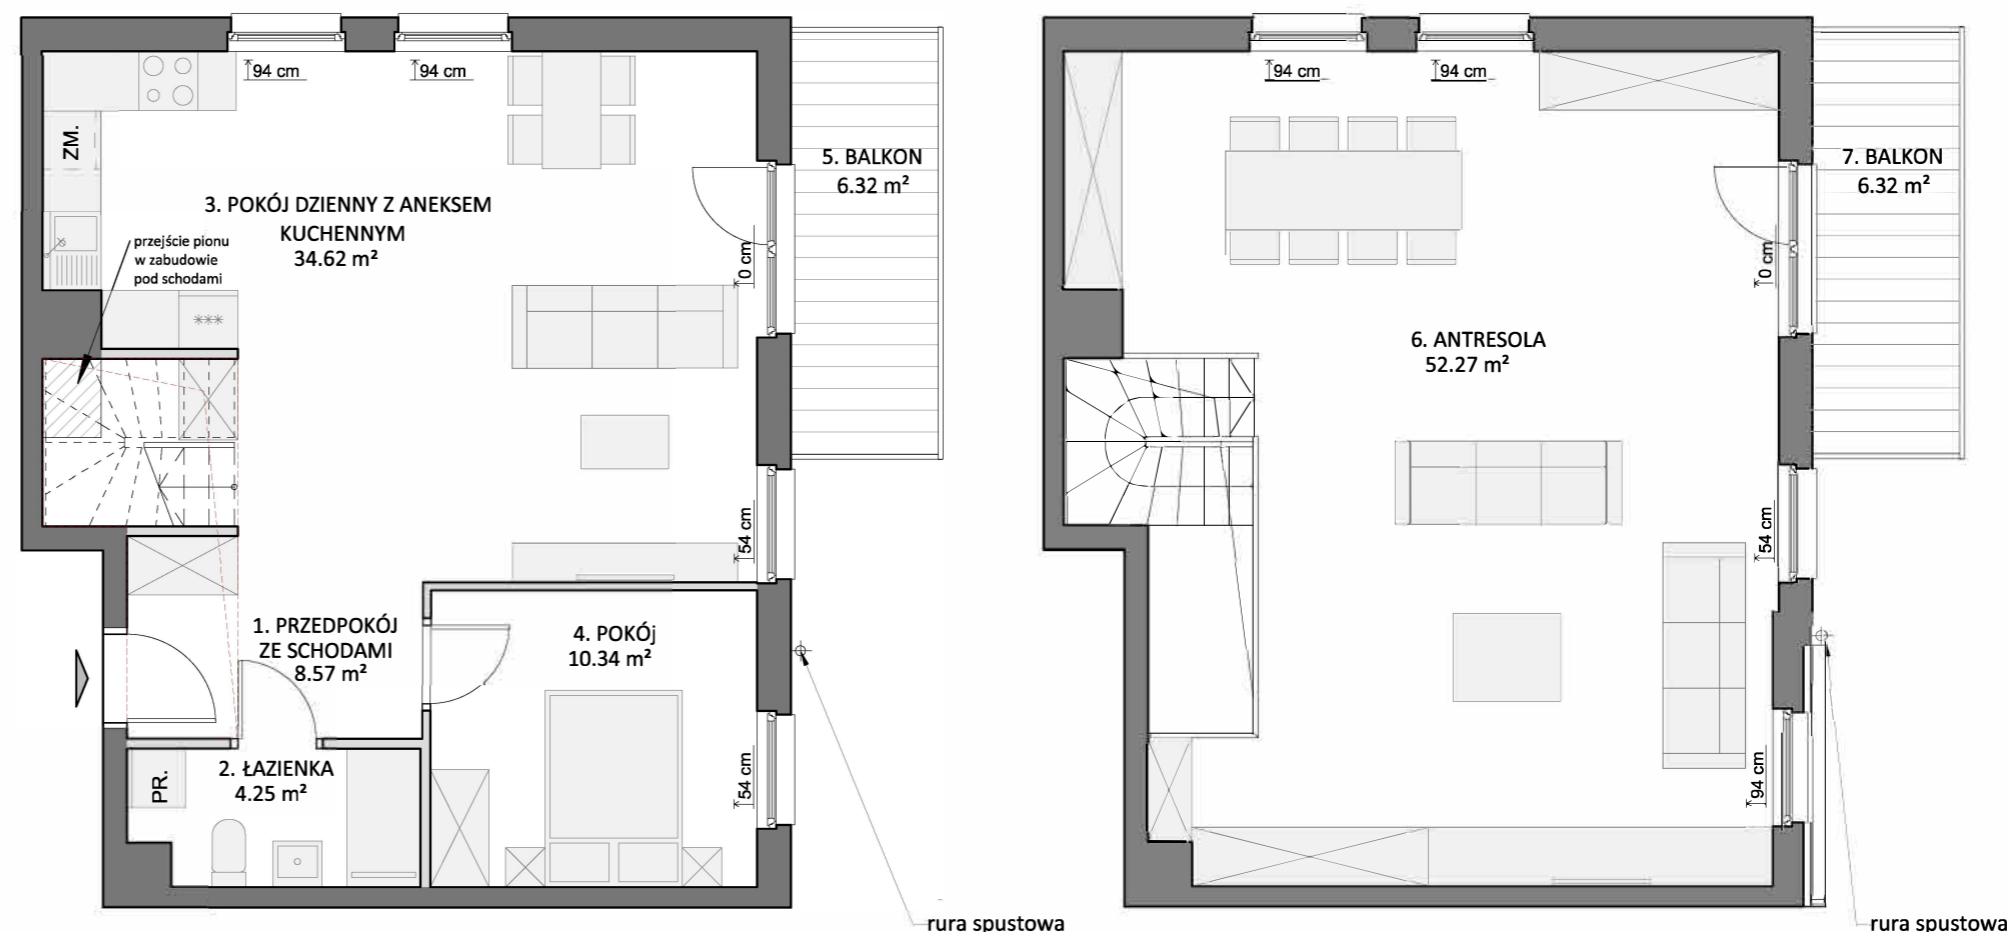 94 cm
94 cm
ZM.
3. POKÓJ DZIENNY Z ANEKSEM
KUCHENNYM
34.62 m²
przejście pionu
w zabudowie
pod schodami
***
5. BALKON
6.32 m²
0 cm
54 cm
1. PRZEDPOKÓJ
ZE SCHODAMI
8.57 m²
4. POKÓj
10.34 m²
2. ŁAZIENKA
4.25 m²
PR.
54 cm
rura spustowa
94 cm
94 cm
7. BALKON
6.32 m²
0 cm
6. ANTRESOLA
52.27 m²
54 cm
94 cm
rura spustowa